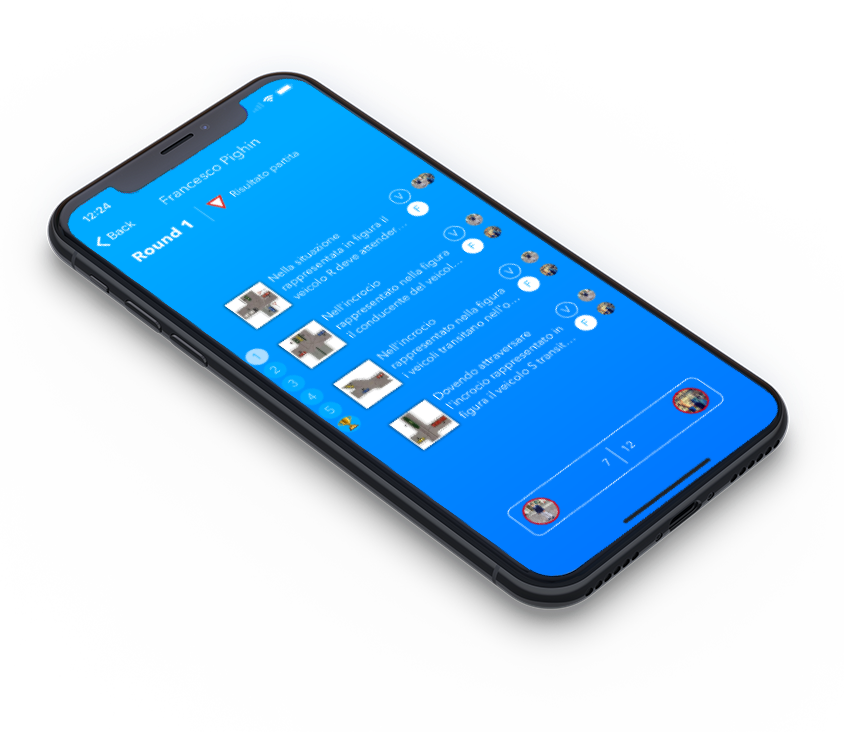 12:24
Back
Francesco Pighin
Round 1
Risultato partita
Nella situazione
rappresentata in figura il
veicolo R deve attender...
V
F
Nell'incrocio
rappresentato nella figura
il conducente del veicol...
V
F
Nell'incrocio
rappresentato nella figura
i veicoli transitano nell'o...
V
F
Dovendo attraversare
l'incrocio rappresentato in
figura il veicolo S transit...
V
F
1
2
3
4
5
7 | 12